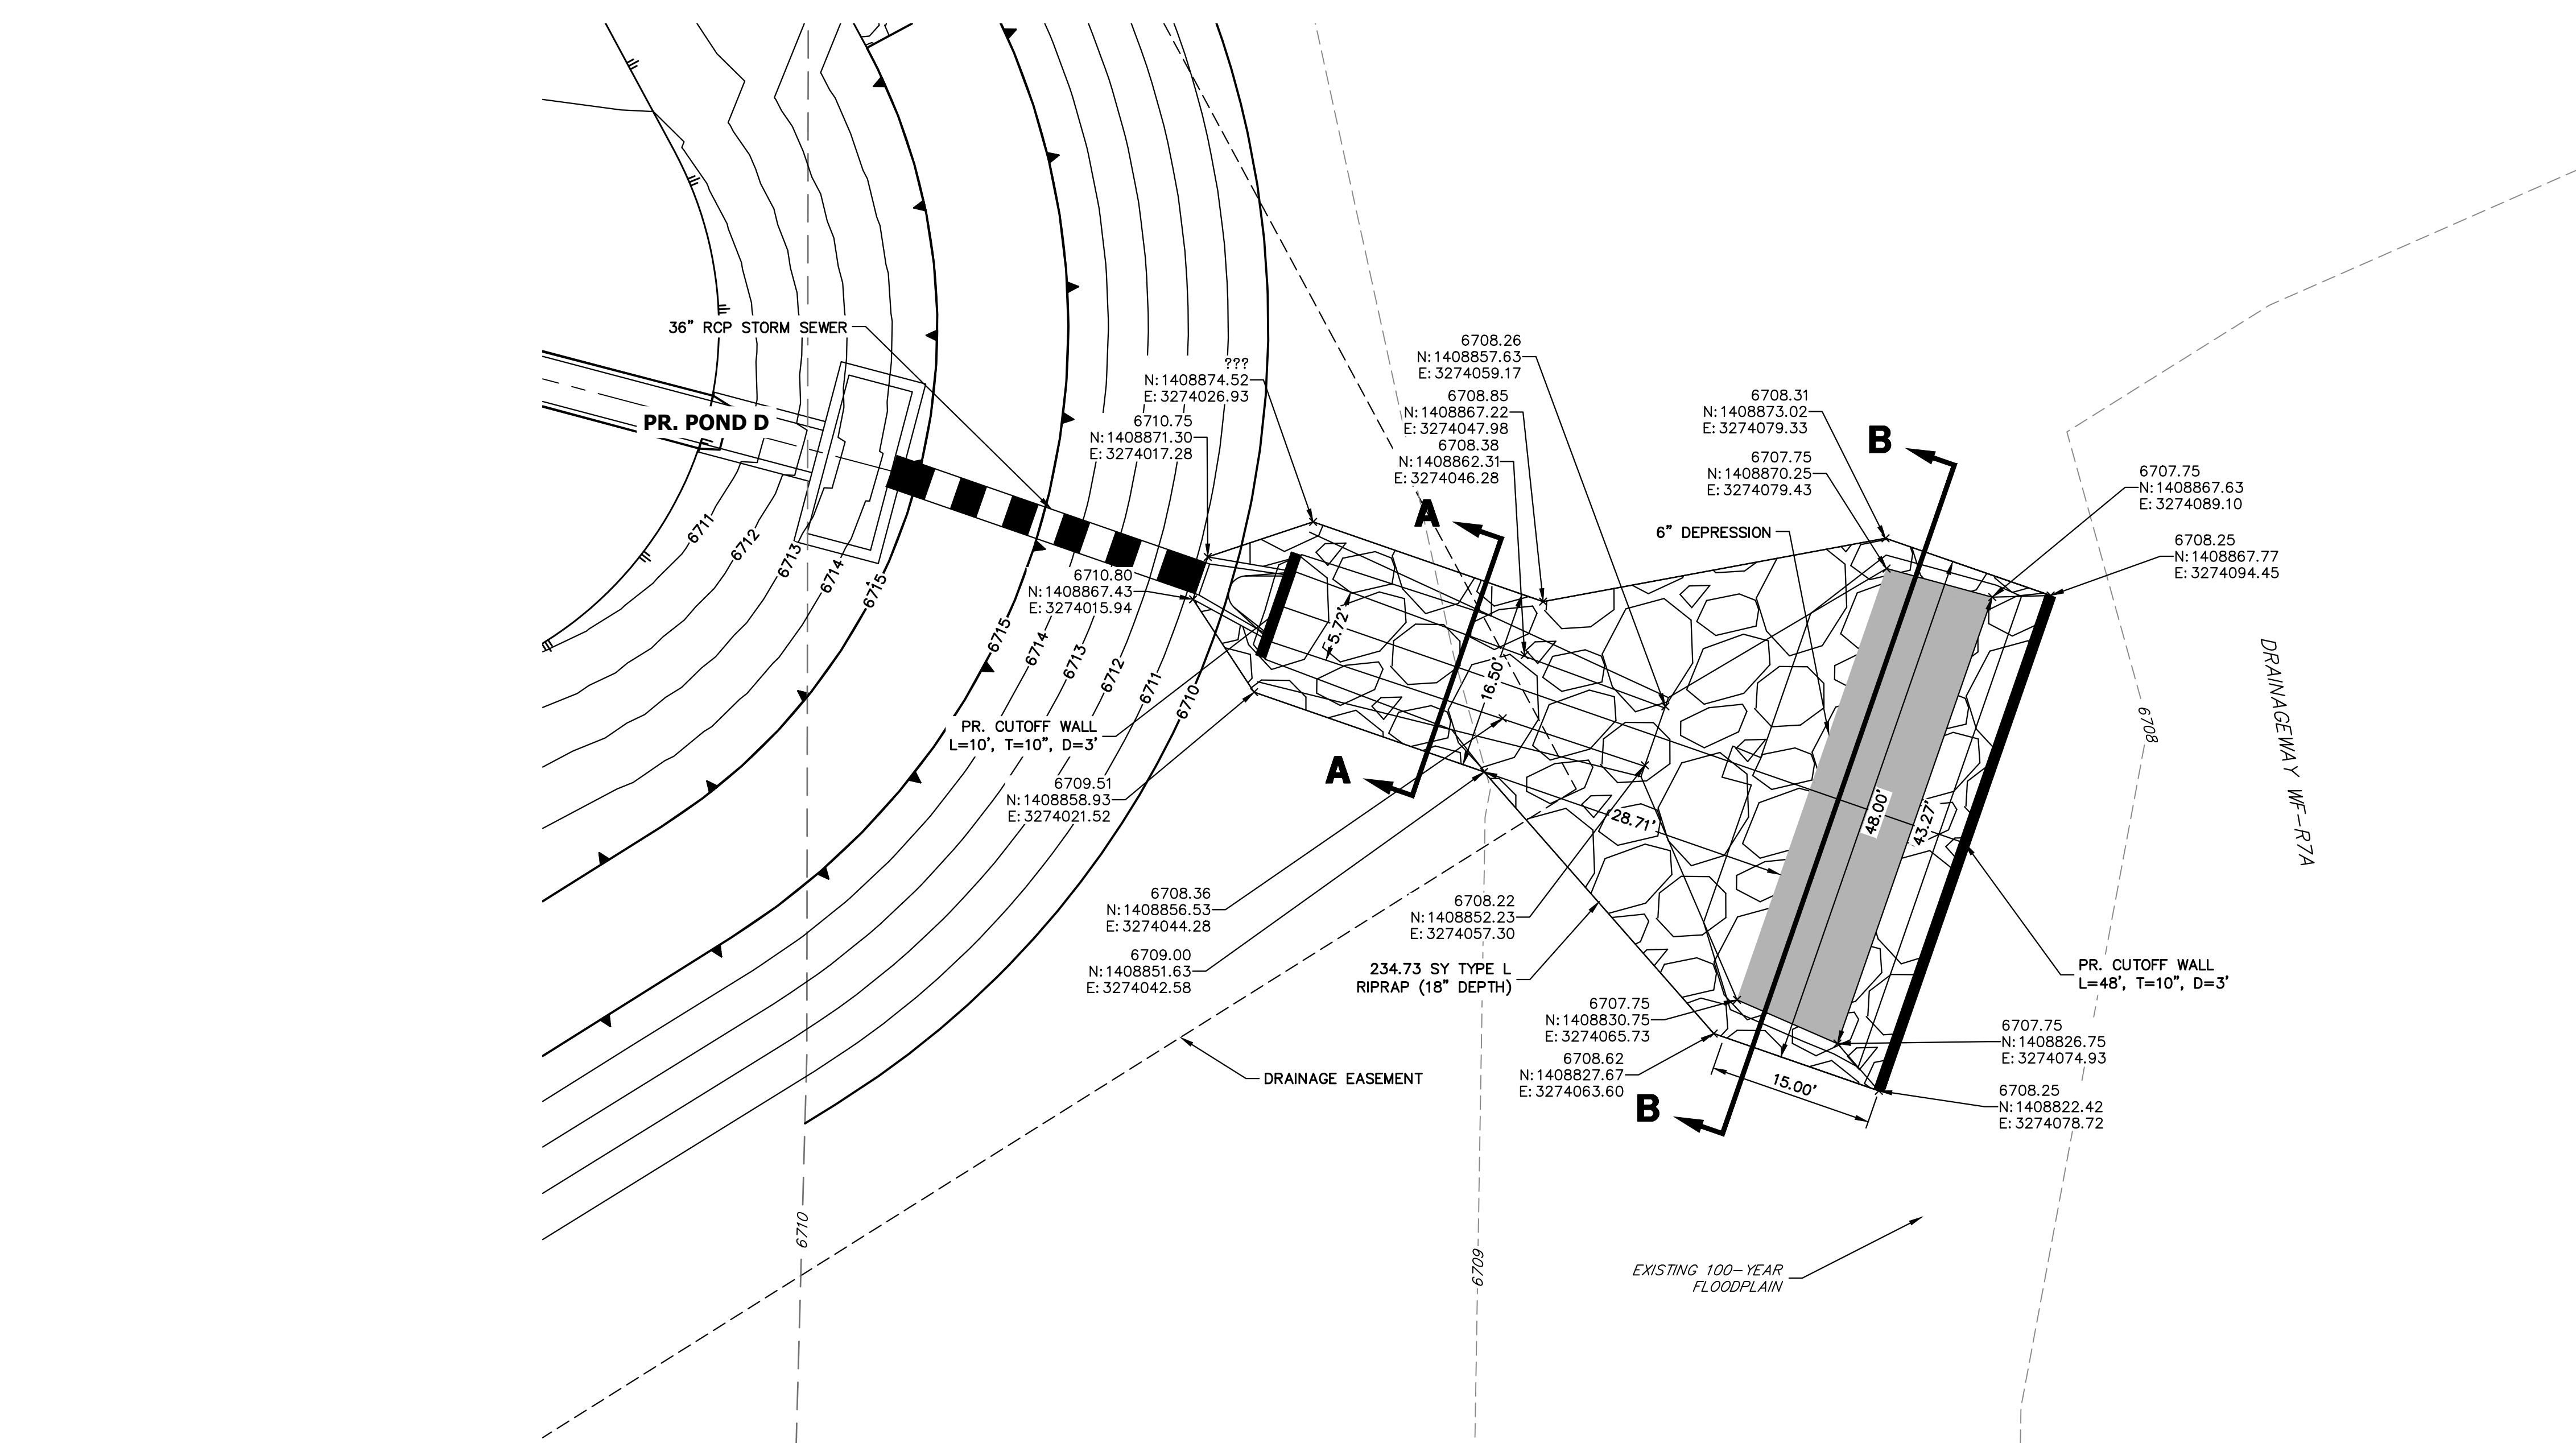 36" RCP STORM SEWER
PR. POND D
???
N:1408874.52
E:3274026.93
6710.75
N:1408871.30
E:3274017.28
6710.80
N:1408867.43
E:3274015.94
6708.26
N:1408857.63
E:3274059.17
6708.85
N:1408867.22
E:3274047.98
6708.38
N:1408862.31
E:3274046.28
6708.31
N:1408873.02
E:3274079.33
6707.75
N:1408870.25
E:3274079.43
6" DEPRESSION
B
6707.75
N:1408867.63
E:3274089.10
6708.25
N:1408867.77
E:3274094.45
A
A
5.72'
16.50'
28.71'
48.00'
43.27'
15.00'
6711
6712
6713
6714
6715
6715
6714
6713
6712
6711
6710
PR. CUTOFF WALL
L=10', T=10", D=3'
6709.51
N:1408858.93
E:3274021.52
6708.36
N:1408856.53
E:3274044.28
6709.00
N:1408851.63
E:3274042.58
6708.22
N:1408852.23
E:3274057.30
234.73 SY TYPE L
RIPRAP (18" DEPTH)
6707.75
N:1408830.75
E:3274065.73
6708.62
N:1408827.67
E:3274063.60
B
PR. CUTOFF WALL
L=48', T=10", D=3'
6707.75
N:1408826.75
E:3274074.93
6708.25
N:1408822.42
E:3274078.72
DRAINAGE EASEMENT
6710
6709
6708
DRAINAGEWAY WF-R7A
EXISTING 100-YEAR
FLOODPLAIN